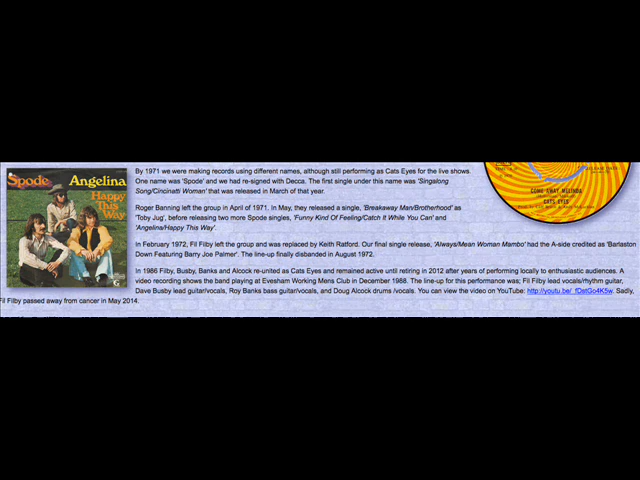 Spode Angelina
Happy
This
Way
COME AWAY MELINDA
CATS EYES
By 1971 we were making records using different names, although still performing as Cats Eyes for the live shows.
One name was 'Spode' and we had re-signed with Decca. The first single under this name was 'Singalong
Song/Cincinatti Woman' that was released in March of that year.
Roger Banning left the group in April of 1971. In May, they released a single, 'Breakaway Man/Brotherhood' as
'Toby Jug', before releasing two more Spode singles, 'Funny Kind Of Feeling/Catch It While You Can' and
'Angelina/Happy This Way'.
In February 1972, Fil Filby left the group and was replaced by Keith Ratford. Our final single release, 'Always/Mean Woman Mambo' had the A-side credited as 'Barlaston
Down Featuring Barry Joe Palmer'. The line-up finally disbanded in August 1972.
In 1986 Filby, Busby, Banks and Alcock re-united as Cats Eyes and remained active until retiring in 2012 after years of performing locally to enthusiastic audiences. A
video recording shows the band playing at Evesham Working Mens Club in December 1988. The line-up for this performance was; Fil Filby lead vocals/rhythm guitar,
Dave Busby lead guitar/vocals, Roy Banks bass guitar/vocals, and Doug Alcock drums /vocals. You can view the video on YouTube: http://youtu.be/_fDstGo4K5w. Sadly,
Fil Filby passed away from cancer in May 2014.